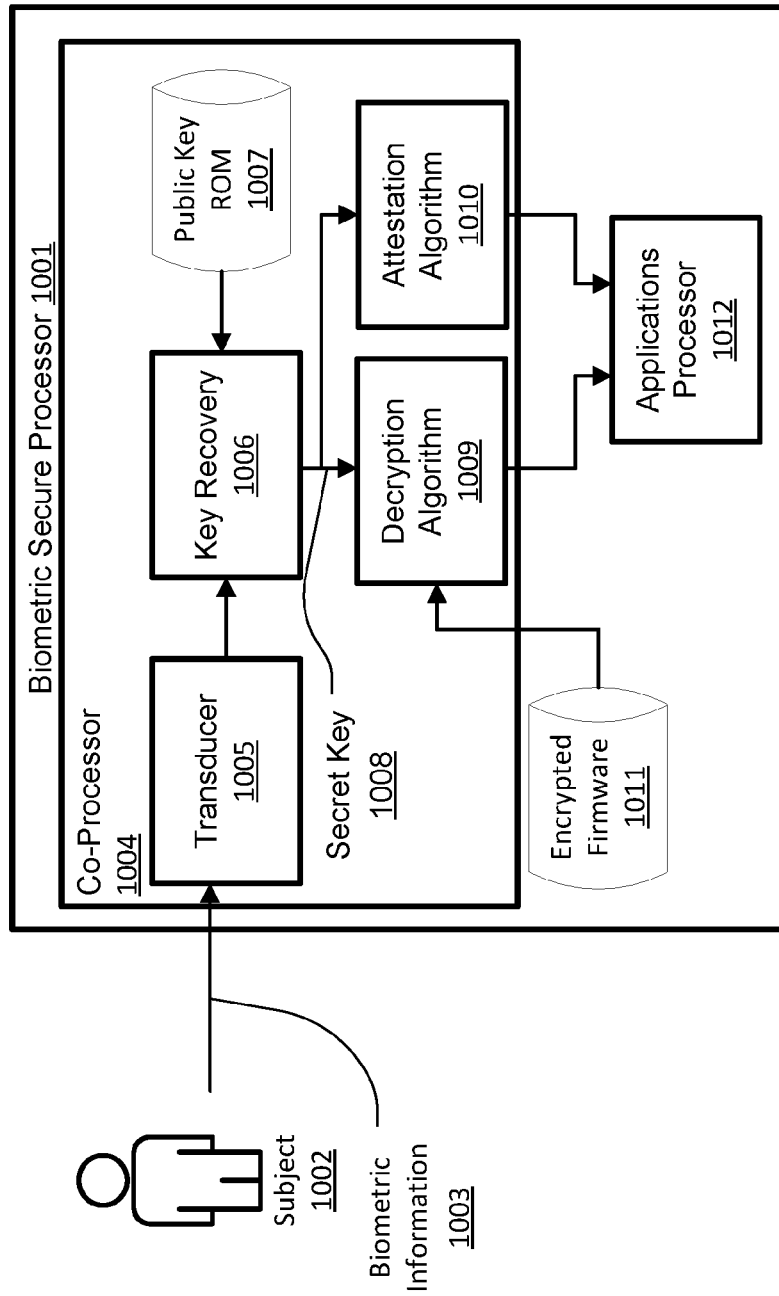 Biometric Secure Processor 1001
Co-Processor
1004
Transducer
1005
Key Recovery
1006
Public Key
ROM
1007
Secret Key
1008
Decryption
Algorithm
1009
Attestation
Algorithm
1010
Encrypted
Firmware
1011
Applications
Processor
1012
Subject
1002
Biometric
Information
1003